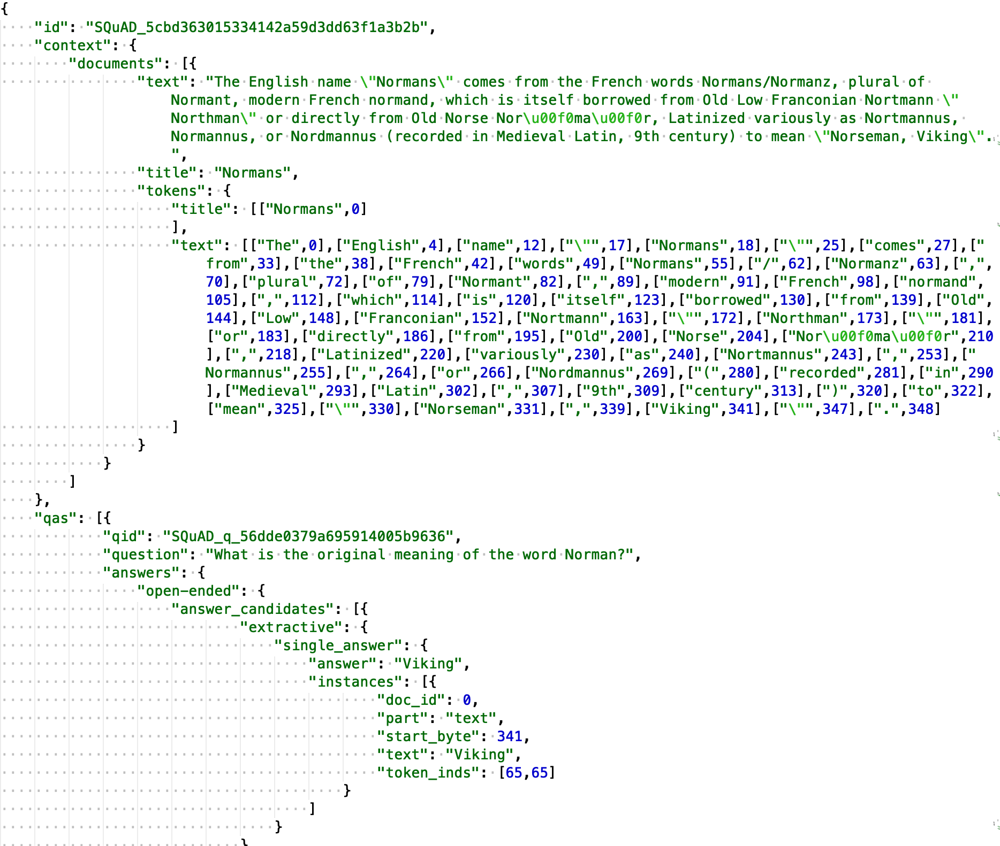 {
"id": "SQuAD_5cbd363015334142a59d3dd63f1a3b2b",
"context": {
"documents": [{
"text": "The English name \"Normans\" comes from the French words Normans/Normanz, plural of
Normant, modern French normand, which is itself borrowed from Old Low Franconian Nortmann \"
Northman\" or directly from Old Norse Nor\u00f0ma\u00f0r, Latinized variously as Nortmannus,
Normannus, or Nordmannus (recorded in Medieval Latin, 9th century) to mean \"Norseman, Viking\".
",
"title": "Normans",
"tokens": {
"title": [["Normans",0]
],
"text": [["The",0],["English",4],["name",12],["\"",17],["Normans",18],["\"",25],["comes",27],["
from",33],["the",38],["French",42],["words",49],["Normans",55],["/",62],["Normanz",63],[",",
70],["plural",72],["of",79],["Normant",82],[",",89],["modern",91],["French",98],["normand",
105],[",",112],["which",114],["is",120],["itself",123],["borrowed",130],["from",139],["Old",
144],["Low",148],["Franconian",152],["Nortmann",163],["\"",172],["Northman",173],["\"",181],
["or",183],["directly",186],["from",195],["Old",200],["Norse",204],["Nor\u00f0ma\u00f0r",210
],[",",218],["Latinized",220],["variously",230],["as",240],["Nortmannus",243],[",",253],["
Normannus",255],[",",264],["or",266],["Nordmannus",269],["(",280],["recorded",281],["in",290
],["Medieval",293],["Latin",302],[",",307],["9th",309],["century",313],[")",320],["to",322],
["mean",325],["\"",330],["Norseman",331],[",",339],["Viking",341],["\"",347],[".",348]
]
}
}
]
},
"qas": [{
"qid": "SQuAD_q_56dde0379a695914005b9636",
"question": "What is the original meaning of the word Norman?",
"answers": {
"open-ended": {
"answer_candidates": [{
"extractive": {
"single_answer": {
"answer": "Viking",
"instances": [{
"doc_id": 0,
"part": "text",
"start_byte": 341,
"text": "Viking",
"token_inds": [65,65]
}
]
}
}